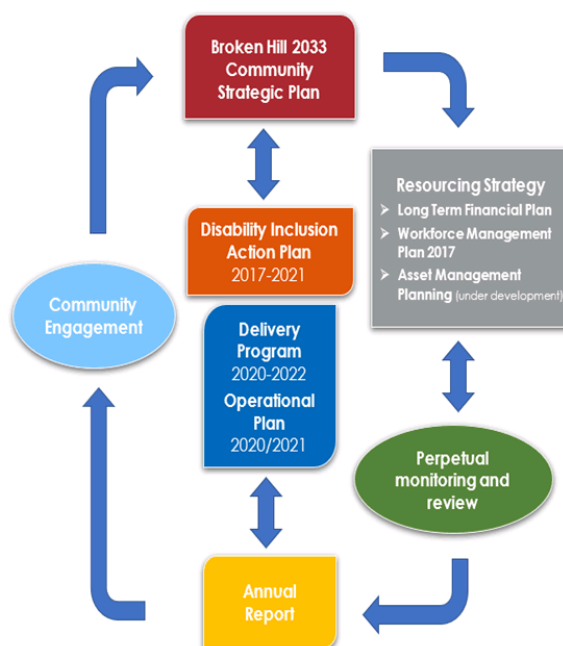 Broken Hill 2033
Community
Strategic Plan
Resourcing Strategy
➤ Long Term Financial Plan
➤ Workforce Management
Plan 2017
➤ Asset Management
Planning (under development)
Disability Inclusion
Action Plan
2017-2021
Community
Engagement
Delivery
Program
2020-2022
Operational
Plan
2020/2021
Perpetual
monitoring and
review
Annual
Report